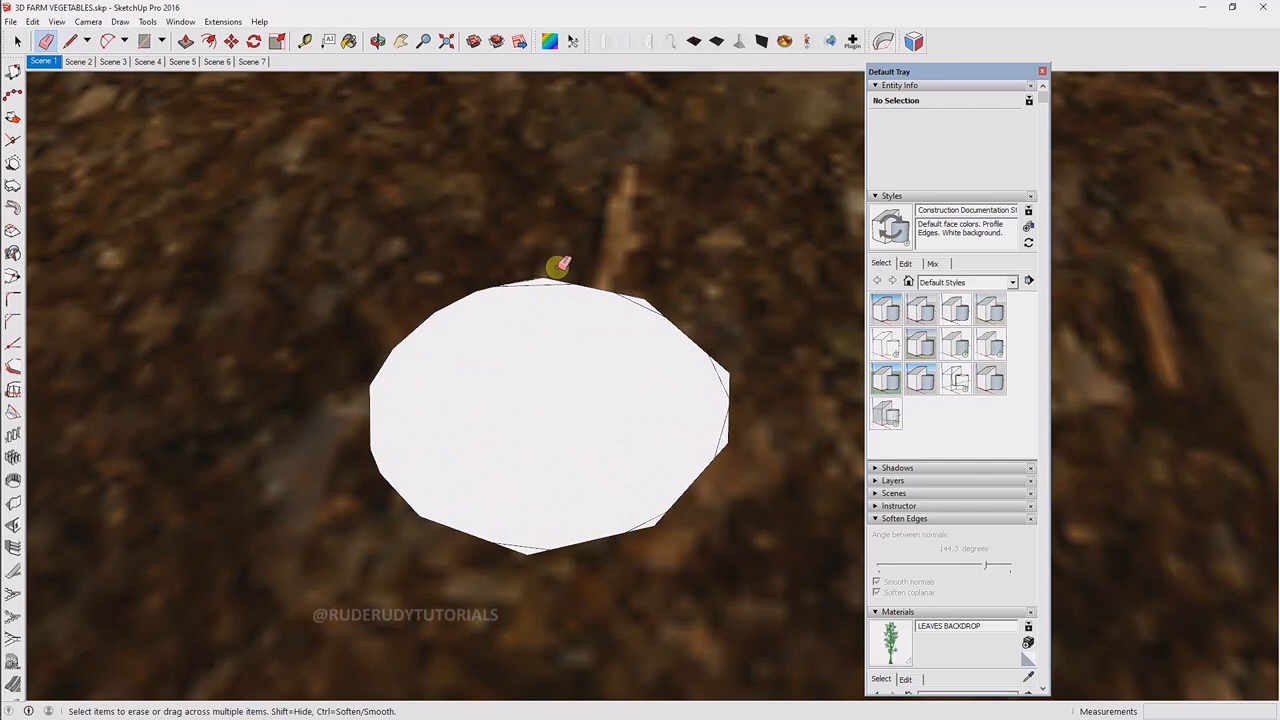 3D FARM VEGETABLES.skp - SketchUp Pro 2016
File Edit View Camera Draw Tools Window Extensions Help
Plugin
Scene 1 Scene 2 Scene 3 Scene 4 Scene 5 Scene 6 Scene 7
Default Tray
Entity Info
No Selection
Styles
Construction Documentation St
Default face colors. Profile
Edges. White background.
Select Edit Mix
Default Styles
Shadows
Layers
Scenes
Instructor
Soften Edges
Angle between normals:
144.3 degrees
Smooth normals
Soften coplanar
Materials
LEAVES BACKDROP
Select Edit
@RUDERUDYTUTORIALS
Select items to erase or drag across multiple items. Shift=Hide, Ctrl=Soften/Smooth.
Measurements